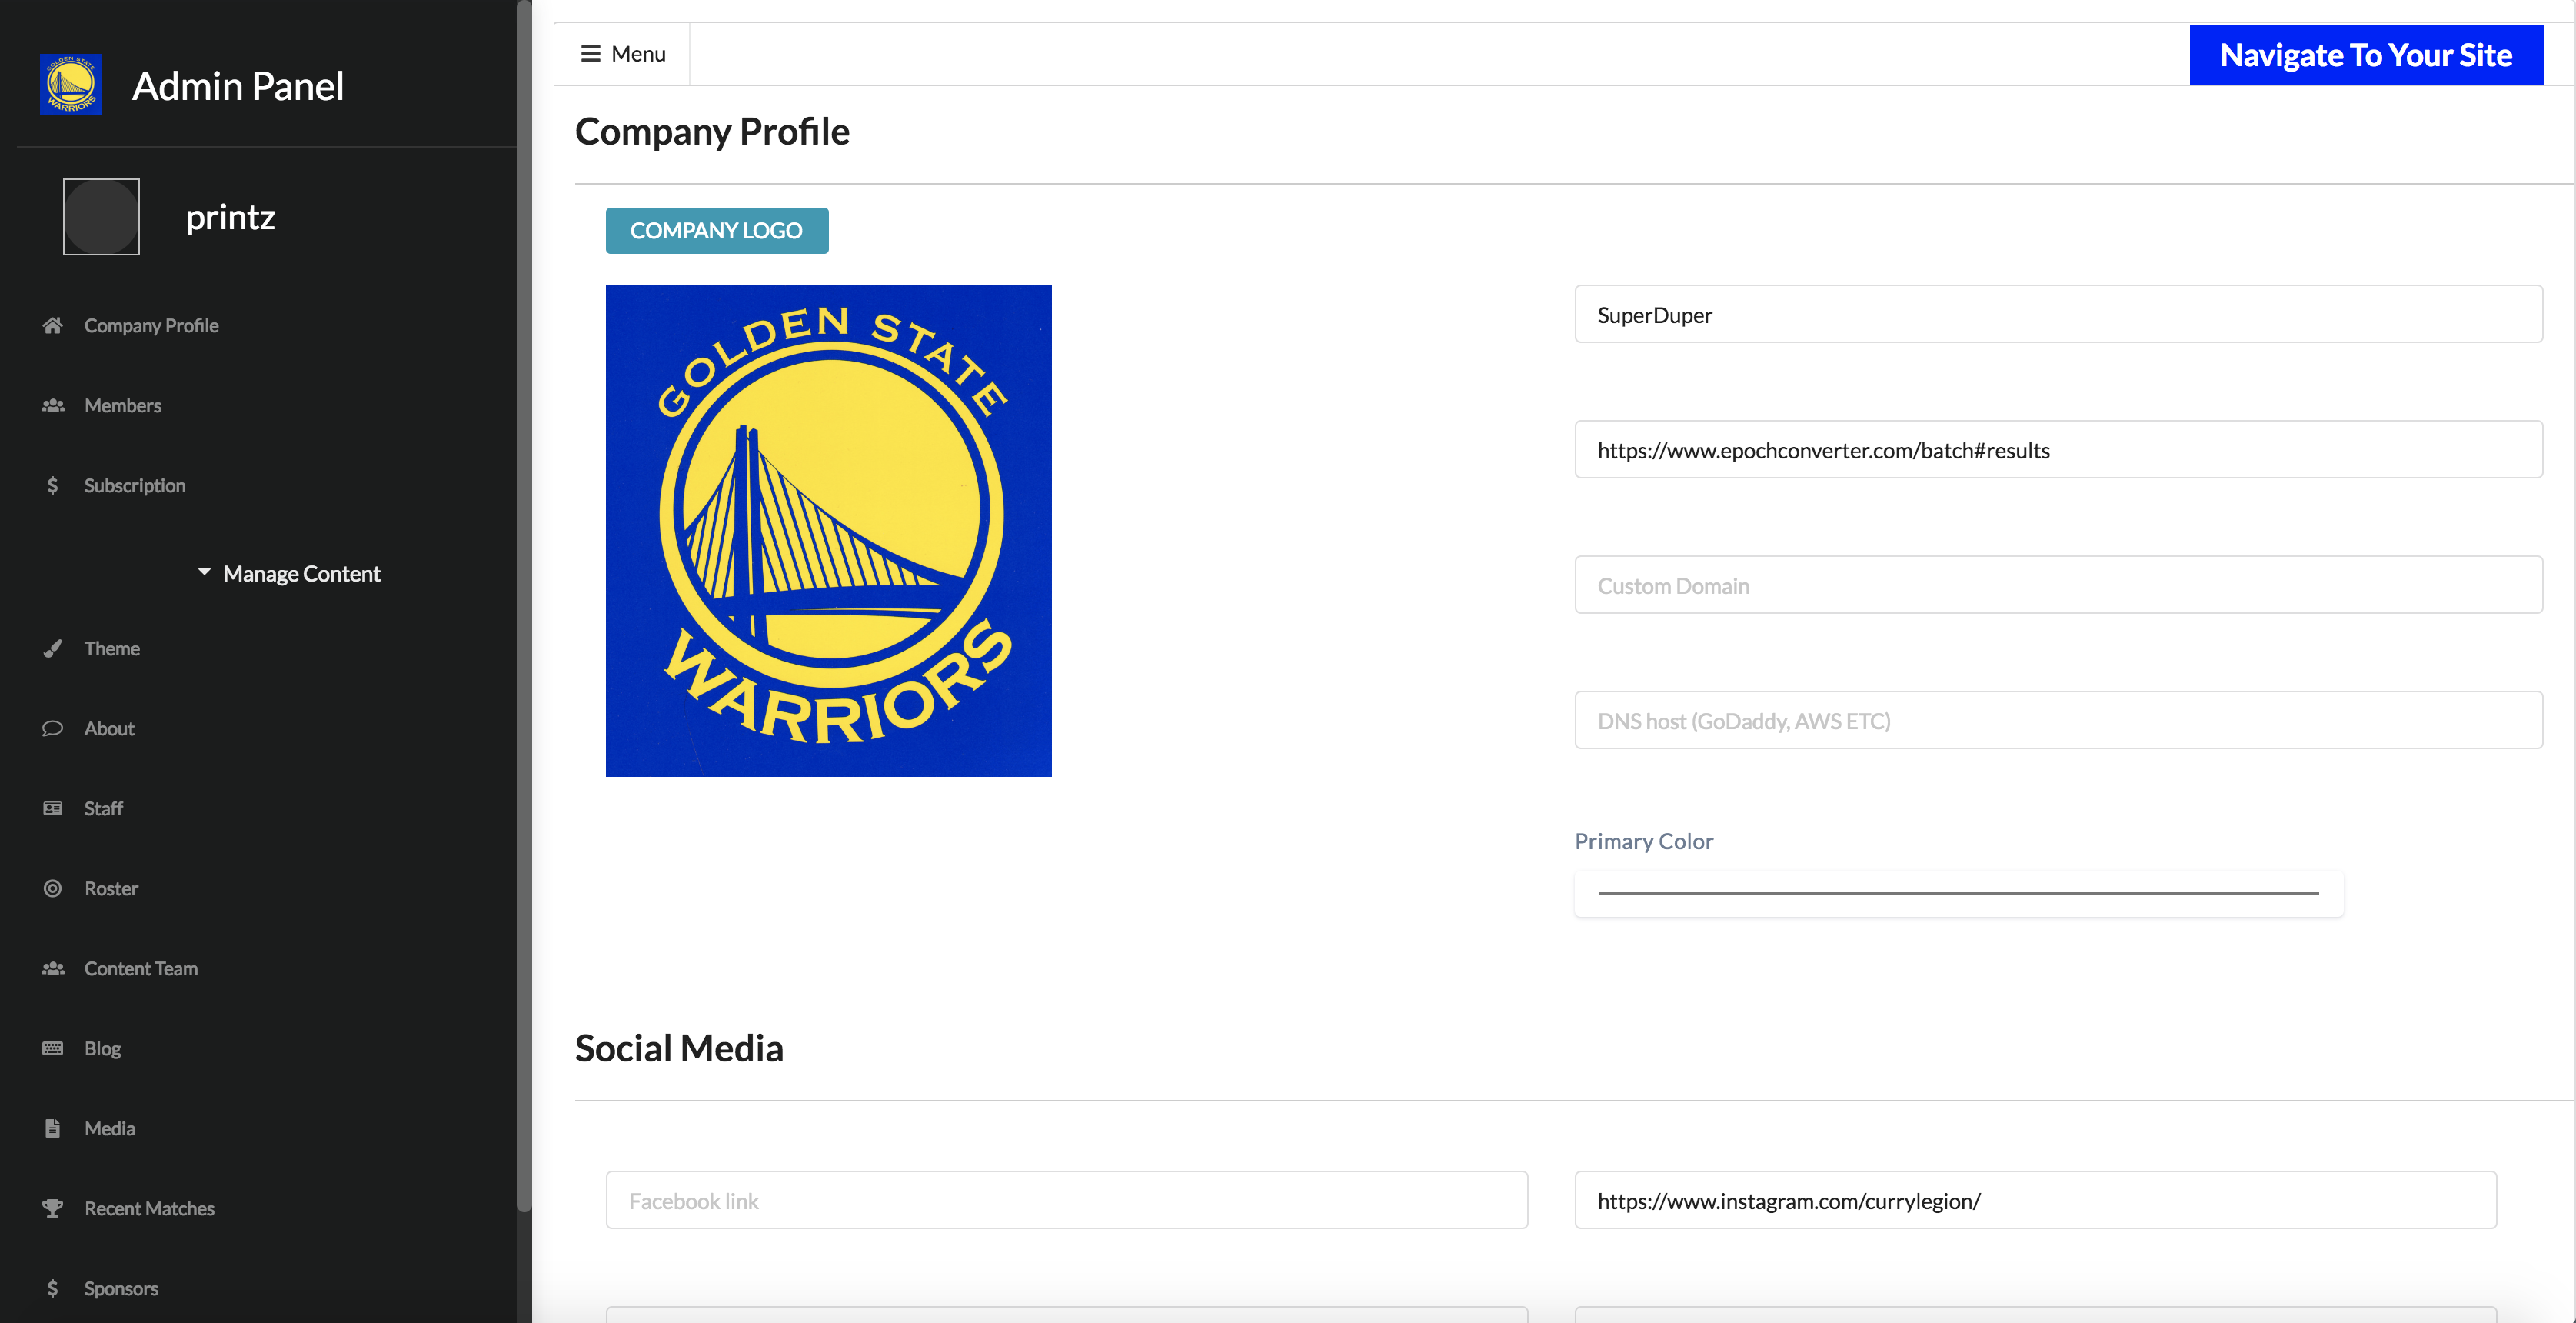 GOLDEN STATE
WARRIORS
Admin Panel
printz
Company Profile
Members
Subscription
Manage Content
Theme
About
Staff
Roster
Content Team
Blog
Media
Recent Matches
Sponsors
Menu
Navigate To Your Site
Company Profile
COMPANY LOGO
GOLDEN STATE
WARRIORS
SuperDuper
https://www.epochconverter.com/batch#results
Custom Domain
DNS host (GoDaddy, AWS ETC)
Primary Color
Social Media
Facebook link
https://www.instagram.com/currylegion/